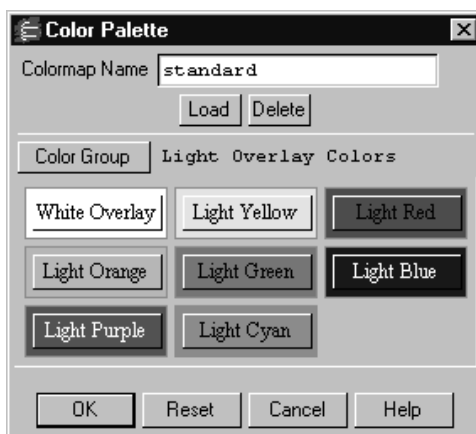 Color Palette
Colormap Name standard
Load Delete
Color Group Light Overlay Colors
White Overlay Light Yellow Light Red
Light Orange Light Green Light Blue
Light Purple Light Cyan
OK Reset Cancel Help